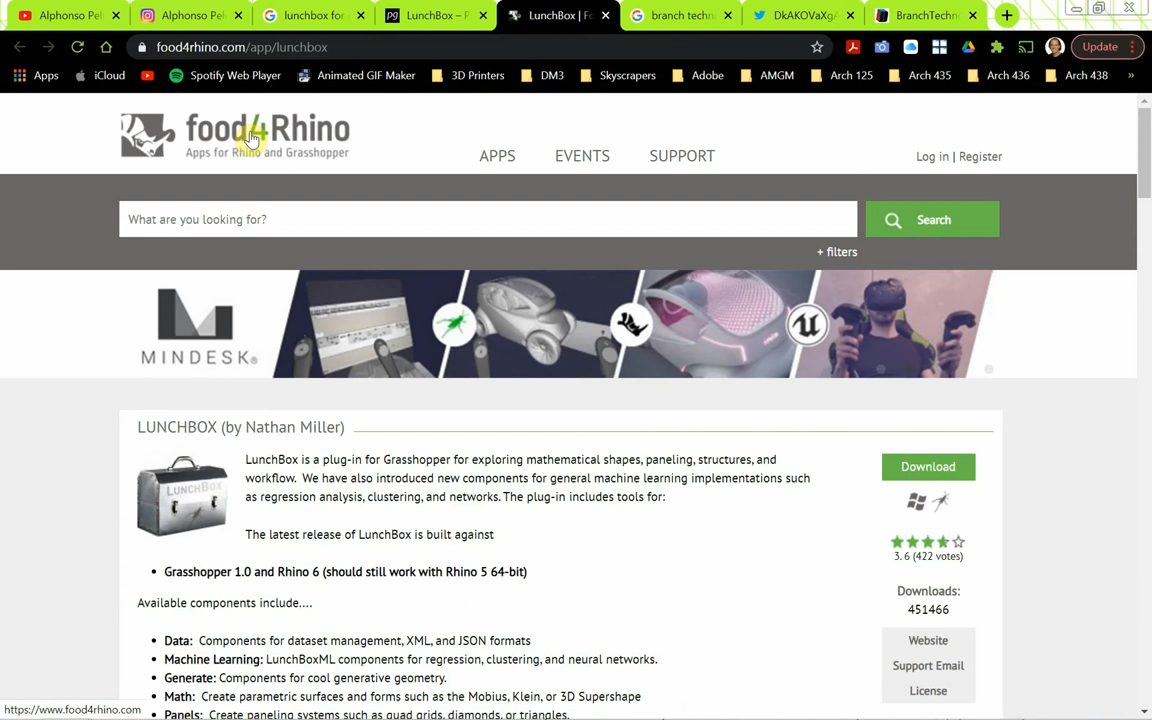 Alphonso Pel
Alphonso Pel
lunchbox for
LunchBox – P
LunchBox | Fo
branch techn
DkAKOVaXgA
BranchTechno
food4rhino.com/app/lunchbox
Update
Apps
iCloud
Spotify Web Player
Animated GIF Maker
3D Printers
DM3
Skyscrapers
Adobe
AMGM
Arch 125
Arch 435
Arch 436
Arch 438
»
food4Rhino
Apps for Rhino and Grasshopper
APPS
EVENTS
SUPPORT
Log in | Register
What are you looking for?
Search
+ filters
MINDESK®
LUNCHBOX (by Nathan Miller)
LUNCHBOX
LunchBox is a plug-in for Grasshopper for exploring mathematical shapes, paneling, structures, and
workflow. We have also introduced new components for general machine learning implementations such
as regression analysis, clustering, and networks. The plug-in includes tools for:
The latest release of LunchBox is built against
• Grasshopper 1.0 and Rhino 6 (should still work with Rhino 5 64-bit)
Available components include....
• Data: Components for dataset management, XML, and JSON formats
• Machine Learning: LunchBoxML components for regression, clustering, and neural networks.
• Generate: Components for cool generative geometry.
• Math: Create parametric surfaces and forms such as the Mobius, Klein, or 3D Supershape
• Panels: Create paneling systems such as quad grids, diamonds, or triangles.
Download
3.6 (422 votes)
Downloads:
451466
Website
Support Email
License
https://www.food4rhino.com